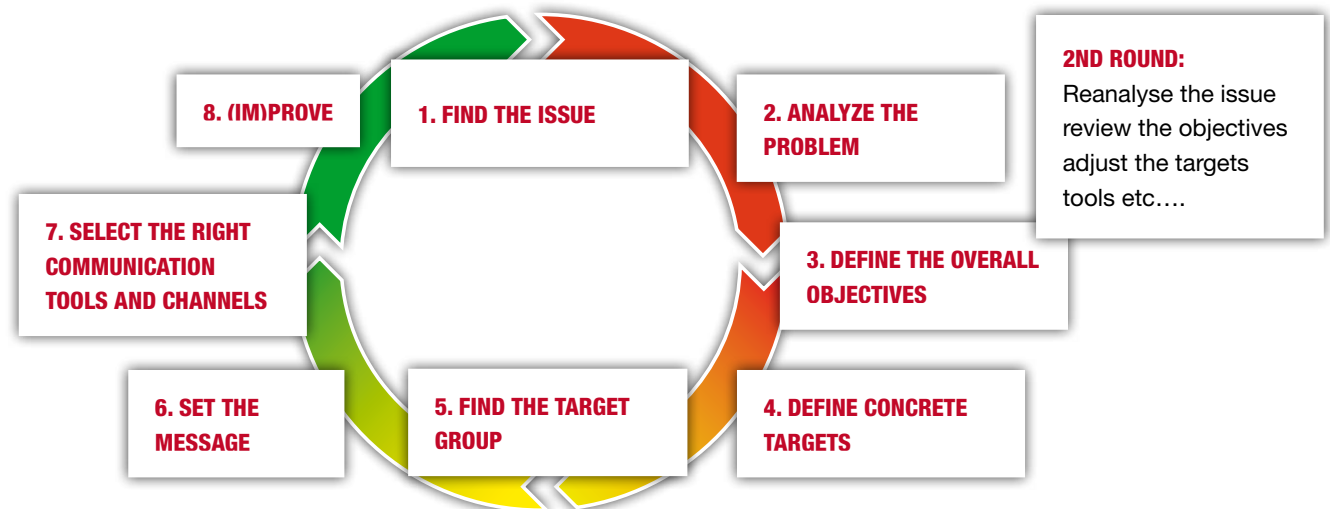 1. FIND THE ISSUE
2. ANALYZE THE
PROBLEM
3. DEFINE THE OVERALL
OBJECTIVES
4. DEFINE CONCRETE
TARGETS
5. FIND THE TARGET
GROUP
6. SET THE
MESSAGE
7. SELECT THE RIGHT
COMMUNICATION
TOOLS AND CHANNELS
8. (IM)PROVE
2ND ROUND:
Reanalyse the issue
review the objectives
adjust the targets
tools etc....